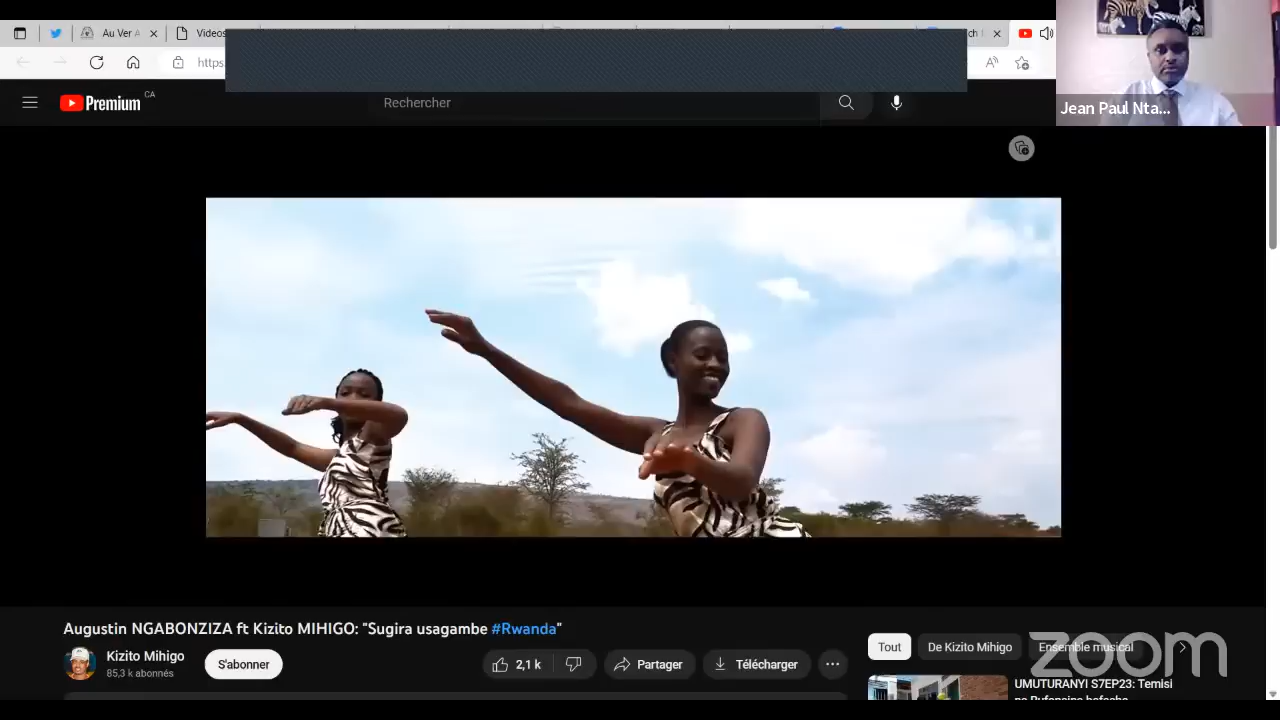 Au Ver A
Videos
https
Jean Paul Nta...
Premium CA
Rechercher
Augustin NGABONZIZA ft Kizito MIHIGO: "Sugira usagambe #Rwanda"
Kizito Mihigo
85,3 k abonnés
S'abonner
2,1 k
Partager
Télécharger
Tout
De Kizito Mihigo
Ensemble musical
zoom
UMUTURANYI S7EP23: Temisi